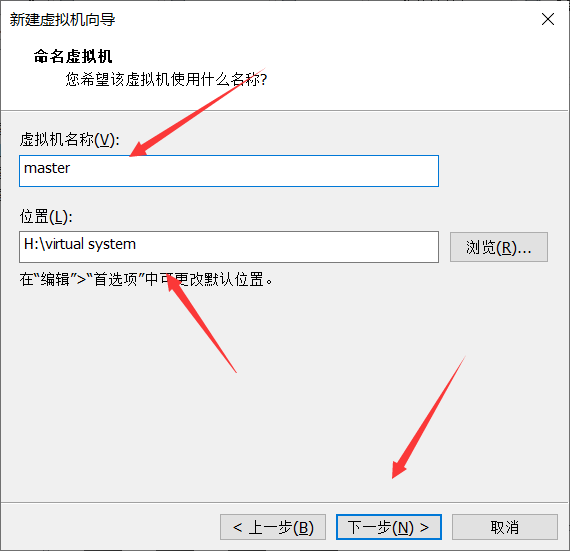 新建虚拟机向导
命名虚拟机
您希望该虚拟机使用什么名称?
虚拟机名称(V):
master
位置(L):
H:\virtual system
浏览(R)...
在“编辑”>“首选项”中可更改默认位置。
< 上一步(B)
下一步(N) >
取消